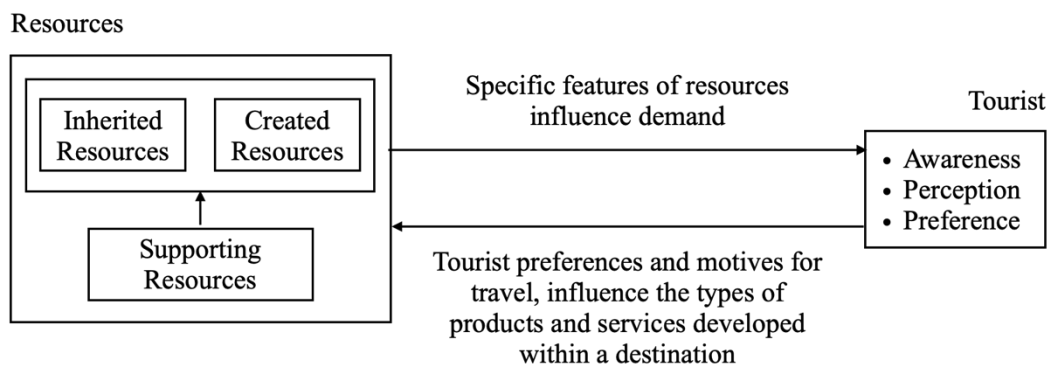 Resources
Inherited
Resources
Created
Resources
Supporting
Resources
Specific features of resources
influence demand
Tourist preferences and motives for
travel, influence the types of
products and services developed
within a destination
Tourist
• Awareness
• Perception
• Preference